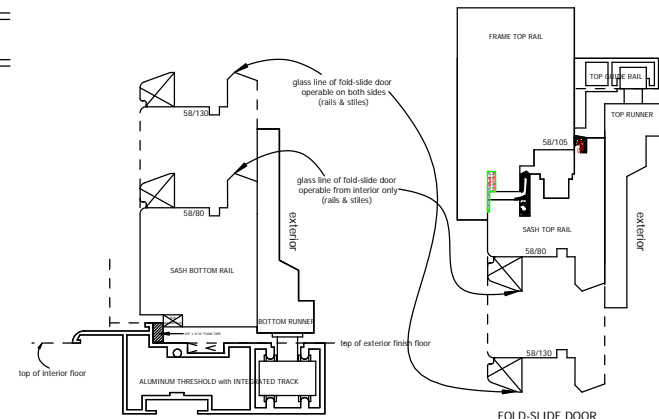 FRAME TOP RAIL
TOP GUIDE RAIL
TOP RUNNER
glass line of fold-slide door
operable on both sides
(rails & stiles)
58/130
58/105
glass line of fold-slide door
operable from interior only
(rails & stiles)
58/80
exterior
exterior
SASH TOP RAIL
58/80
SASH BOTTOM RAIL
BOTTOM RUNNER
top of exterior finish floor
58/130
top of interior floor
ALUMINUM THRESHOLD with INTEGRATED TRACK
FOLD-SLIDE DOOR